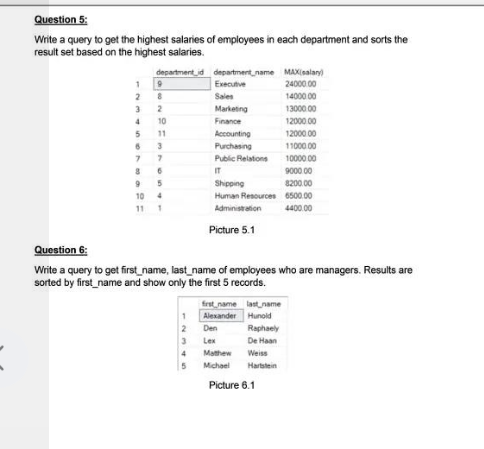 Question 5:
Write a query to get the highest salaries of employees in each department and sorts the
result set based on the highest salaries.
department_id department_name MAX(salary)
1 9 Executive 24000.00
2 8 Sales 14000.00
3 2 Marketing 13000.00
4 10 Finance 12000.00
5 11 Accounting 12000.00
6 3 Purchasing 11000.00
7 7 Public Relations 10000.00
8 6 IT 9000.00
9 5 Shipping 8200.00
10 4 Human Resources 6500.00
11 1 Administration 4400.00
Picture 5.1
Question 6:
Write a query to get first_name, last_name of employees who are managers. Results are
sorted by first_name and show only the first 5 records.
first_name last_name
1 Alexander Hunold
2 Den Raphaely
3 Lex De Haan
4 Matthew Weiss
5 Michael Hartstein
Picture 6.1